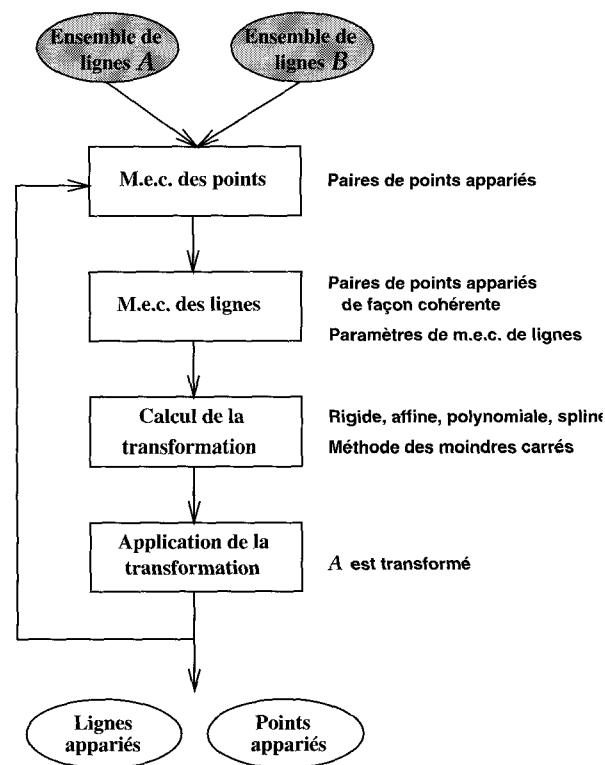 Ensemble de
lignes A
Ensemble de
lignes B
M.e.c. des points
Paires de points appariés
M.e.c. des lignes
Paires de points appariés
de façon cohérente
Paramètres de m.e.c. de lignes
Calcul de la
transformation
Rigide, affine, polynomiale, spline
Méthode des moindres carrés
Application de la
transformation
A est transformé
Lignes
appariés
Points
appariés